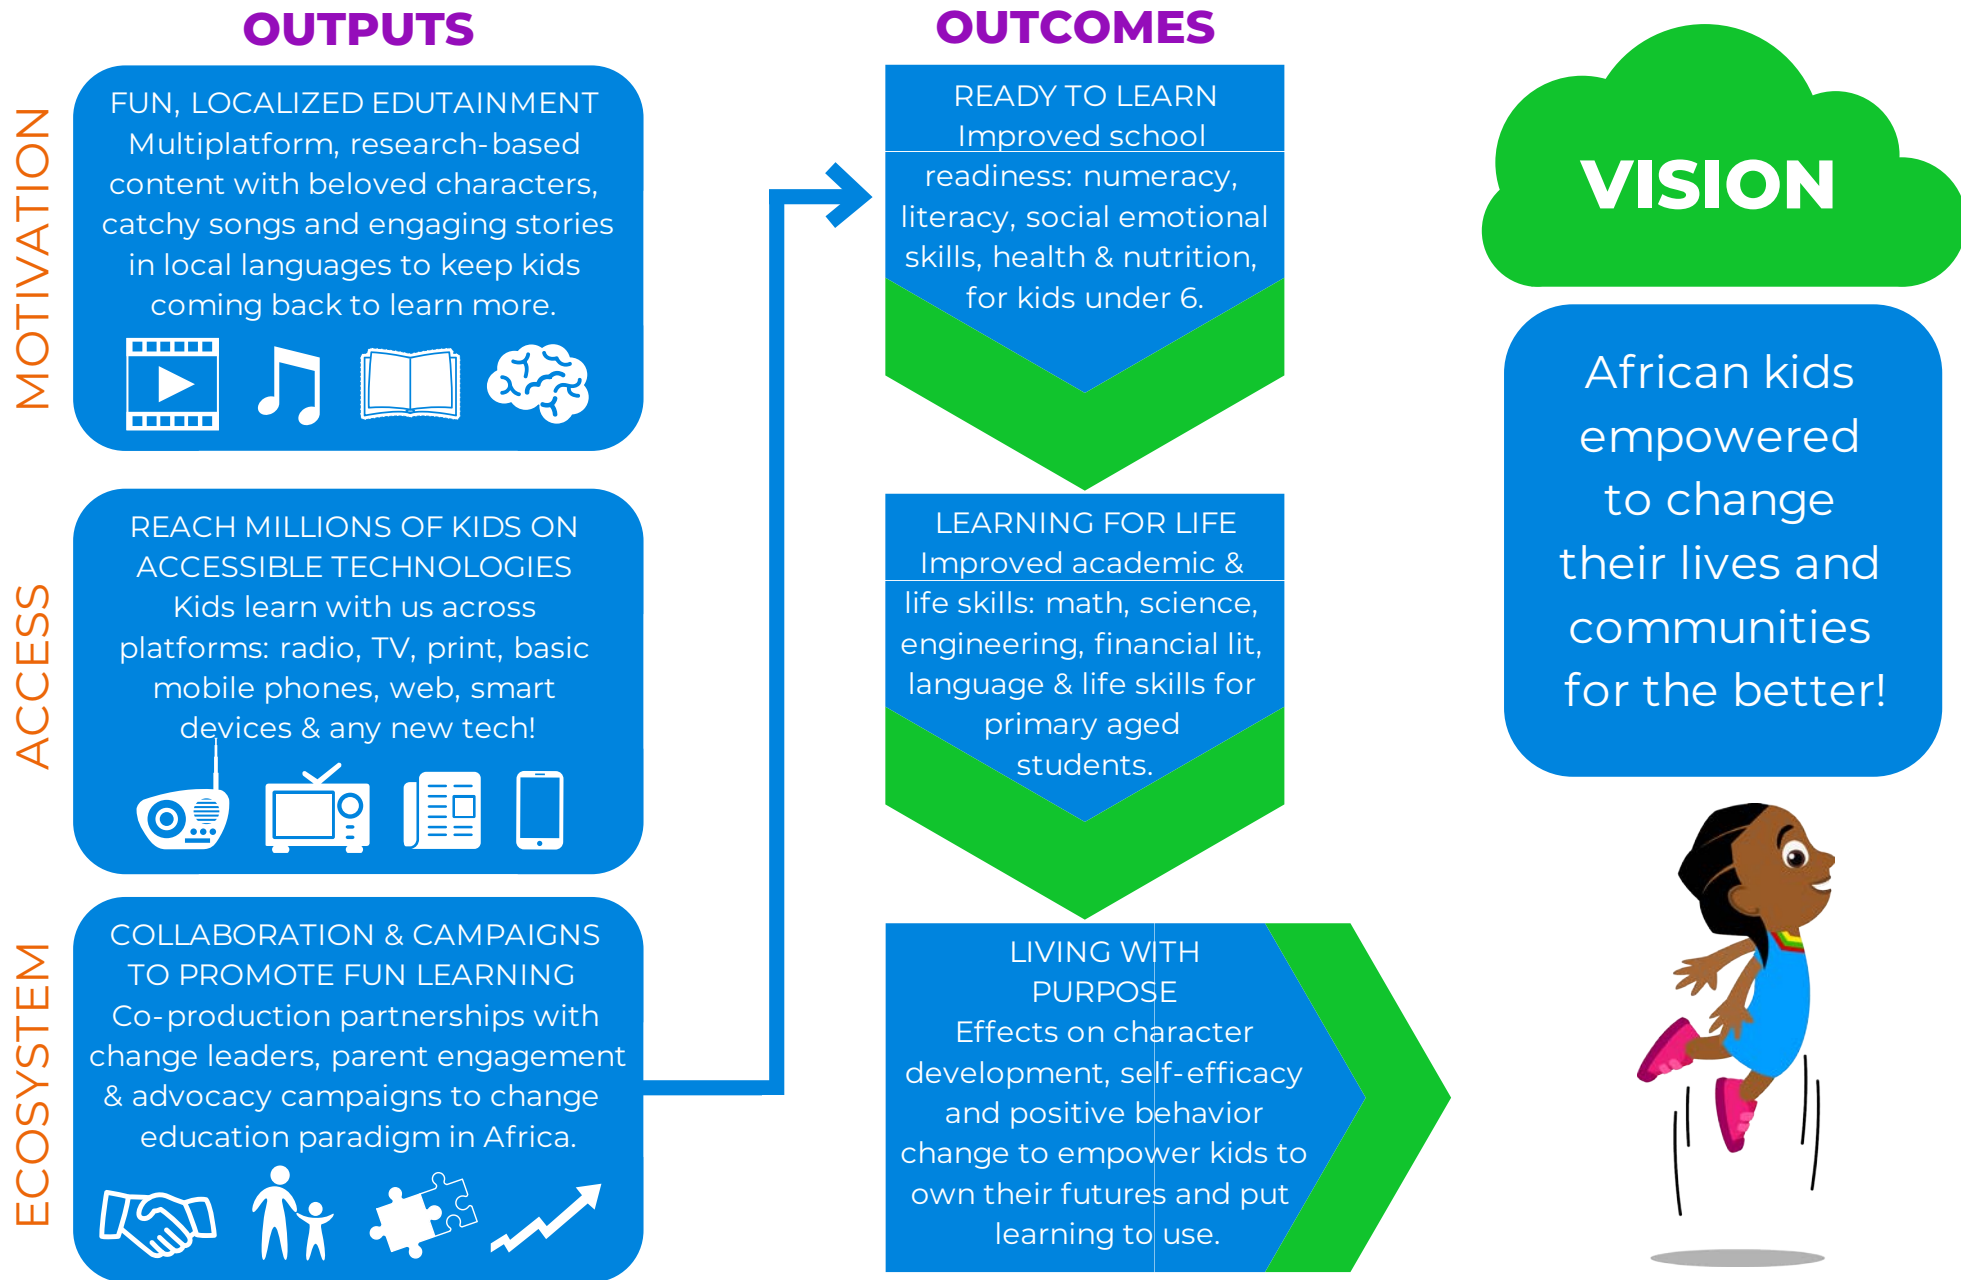 OUTPUTS
MOTIVATION
FUN, LOCALIZED EDUTAINMENT
Multiplatform, research-based
content with beloved characters,
catchy songs and engaging stories
in local languages to keep kids
coming back to learn more.
ACCESS
REACH MILLIONS OF KIDS ON
ACCESSIBLE TECHNOLOGIES
Kids learn with us across
platforms: radio, TV, print, basic
mobile phones, web, smart
devices & any new tech!
ECOSYSTEM
COLLABORATION & CAMPAIGNS
TO PROMOTE FUN LEARNING
Co-production partnerships with
change leaders, parent engagement
& advocacy campaigns to change
education paradigm in Africa.
OUTCOMES
READY TO LEARN
Improved school
readiness: numeracy,
literacy, social emotional
skills, health & nutrition,
for kids under 6.
LEARNING FOR LIFE
Improved academic &
life skills: math, science,
engineering, financial lit,
language & life skills for
primary aged
students.
LIVING WITH
PURPOSE
Effects on character
development, self-efficacy
and positive behavior
change to empower kids to
own their futures and put
learning to use.
VISION
African kids
empowered
to change
their lives and
communities
for the better!